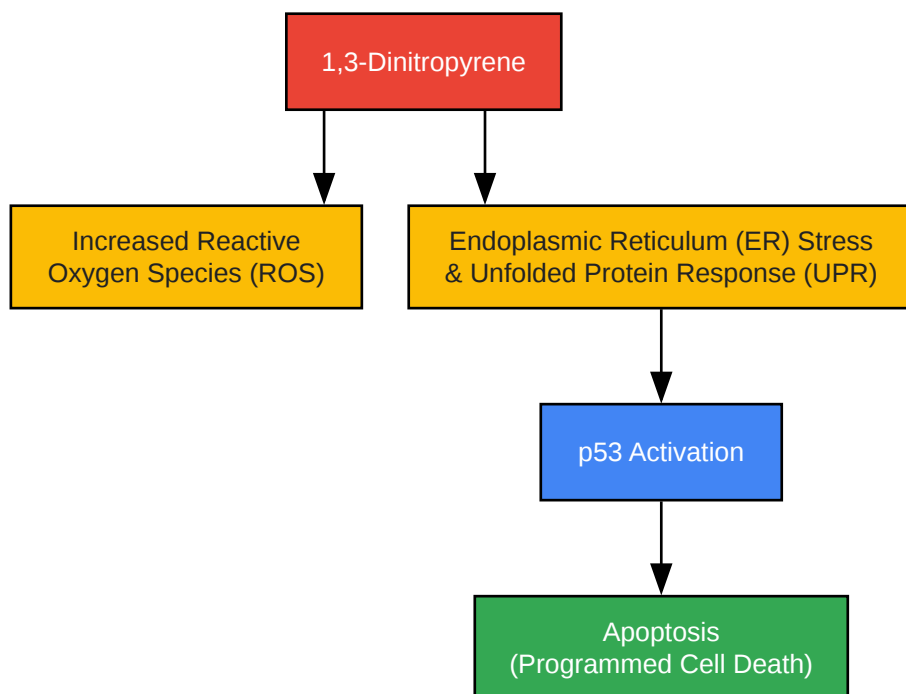 1,3-Dinitropyrene
Increased Reactive
Oxygen Species (ROS)
Endoplasmic Reticulum (ER) Stress
& Unfolded Protein Response (UPR)
p53 Activation
Apoptosis
(Programmed Cell Death)